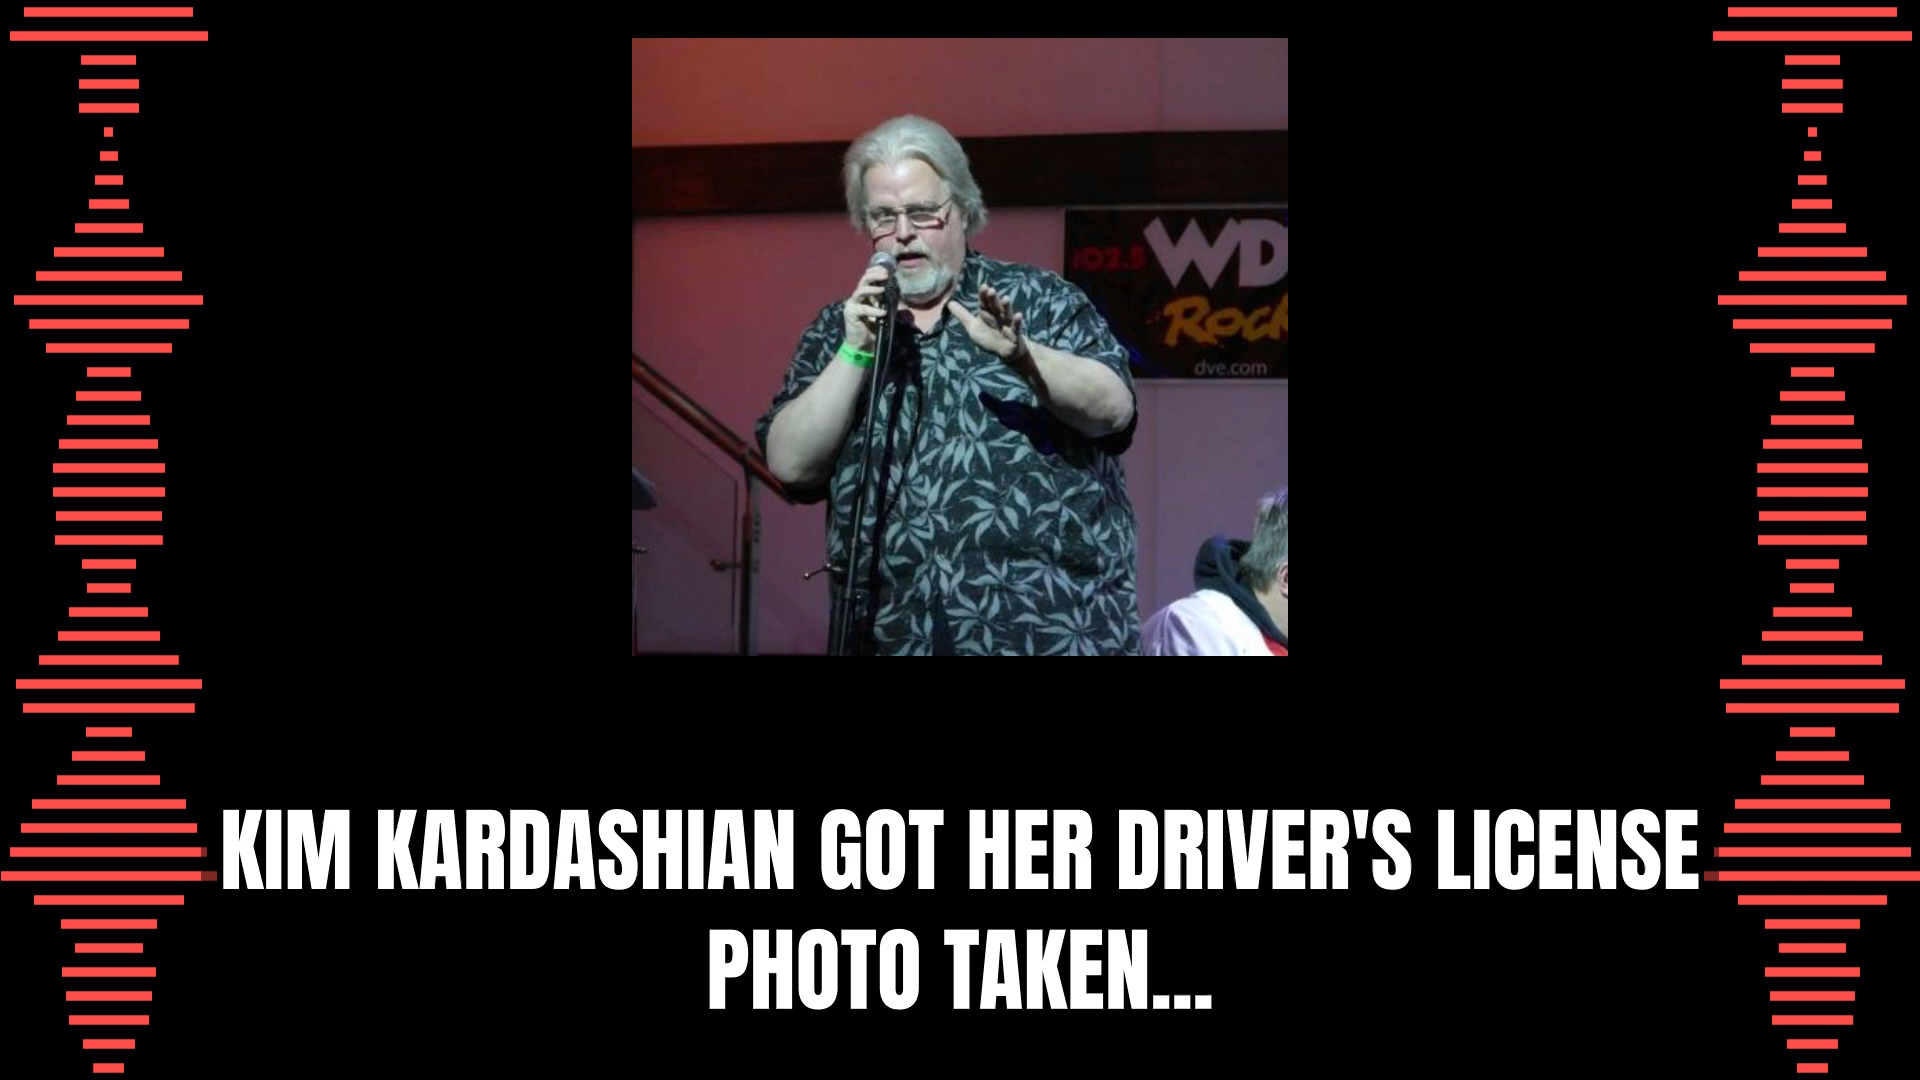 102.5 WD
Rock
dve.com
KIM KARDASHIAN GOT HER DRIVER'S LICENSE
PHOTO TAKEN...